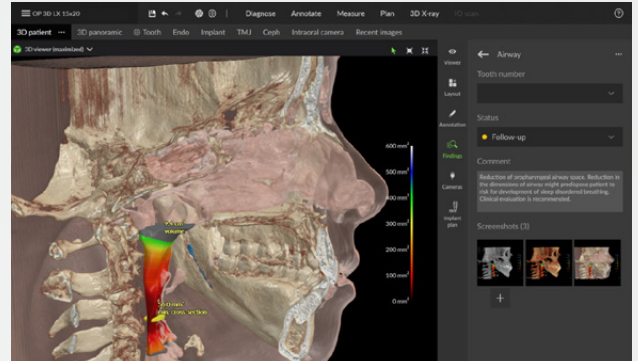 OP 3D LX 15x20
Diagnose Annotate Measure Plan 3D X-ray
3D patient ••• 3D panoramic Tooth Endo Implant TMJ Ceph Intraoral camera Recent images
3D viewer (maximized)
Viewer
Layout
Annotation
Findings
Cameras
Implant plan
Airway
Tooth number
Status
Follow-up
Comment
Reduction of oropharyngeal airway space. Reduction in
the dimensions of airway might predispose patient to
risk for development of sleep disordered breathing.
Clinical evaluation is recommended.
Screenshots (3)
600 mm²
500 mm²
400 mm²
300 mm²
200 mm²
100 mm²
0 mm²
volume
cross section